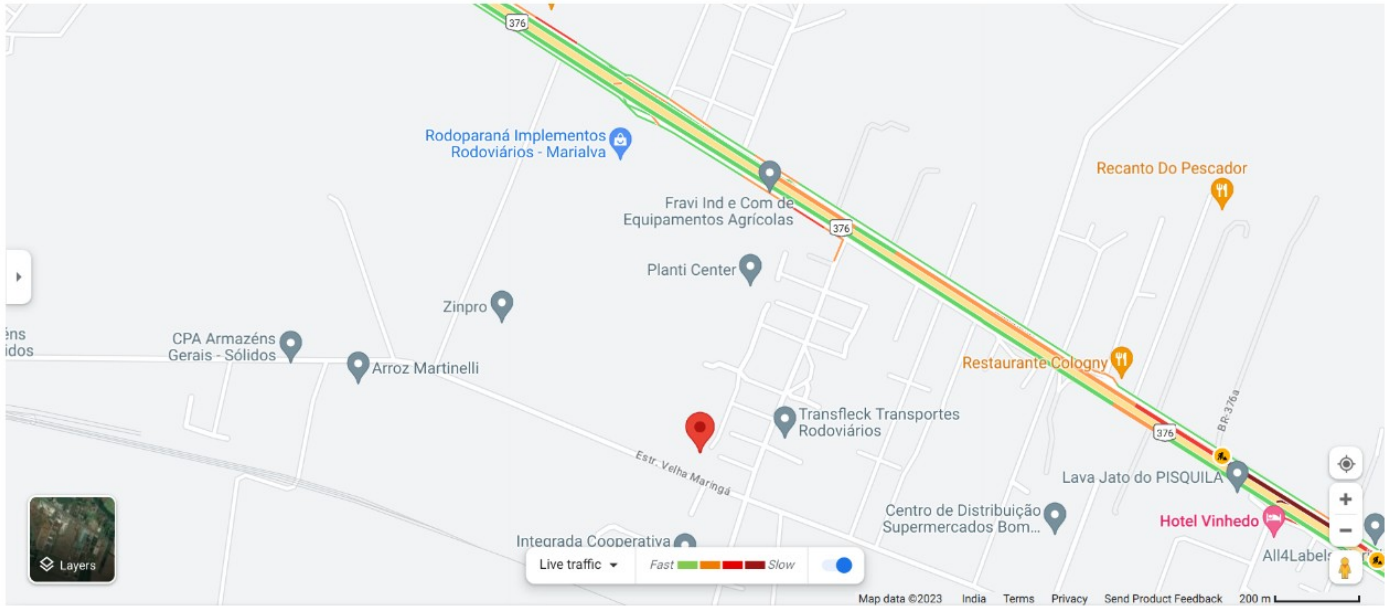 376
Rodoparaná Implementos
Rodoviários - Marialva
Recanto Do Pescador
Fravi Ind e Com de
Equipamentos Agrícolas
376
Planti Center
Zinpro
éns
idos
CPA Armazéns
Gerais - Sólidos
Arroz Martinelli
Restaurante Cologny
BR-376a
Transfleck Transportes
Rodoviários
376
Estr. Velha Maringá
Lava Jato do PISQUILA
Centro de Distribuição
Supermercados Bom...
Hotel Vinhedo
Integrada Cooperativa
All4Labels
Layers
Live traffic
Fast
Slow
Map data ©2023
India
Terms
Privacy
Send Product Feedback
200 m